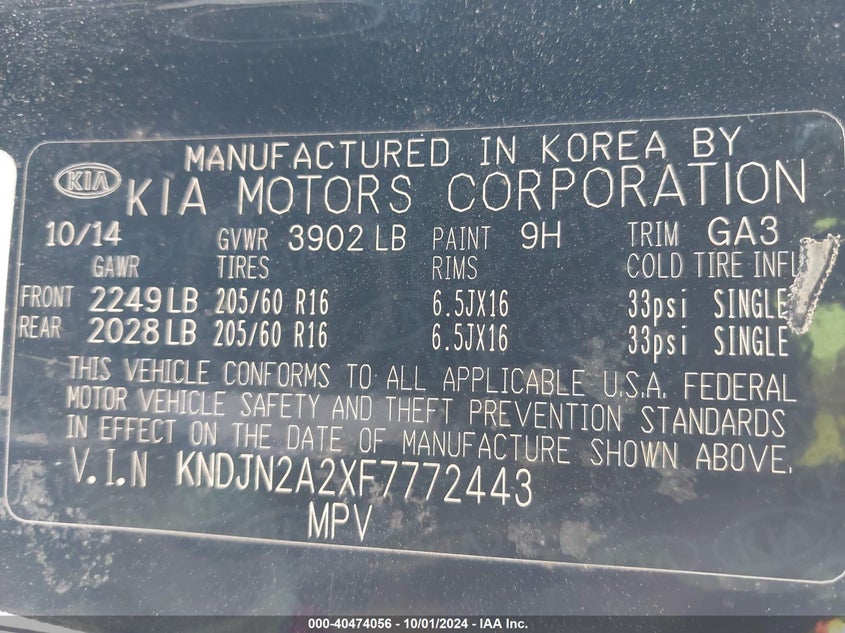 MANUFACTURED IN KOREA BY
KIA KIA MOTORS CORPORATION
10/14 GVWR 3902 LB PAINT 9H TRIM GA3
GAWR TIRES RIMS COLD TIRE INFL
FRONT 2249 LB 205/60 R16 6.5JX16 33psi SINGLE
REAR 2028 LB 205/60 R16 6.5JX16 33psi SINGLE
THIS VEHICLE CONFORMS TO ALL APPLICABLE U.S.A. FEDERAL
MOTOR VEHICLE SAFETY AND THEFT PREVENTION STANDARDS
IN EFFECT ON THE DATE OF MANUFACTURE SHOWN ABOVE.
V.I.N KNDJN2A2XF7772443
MPV
000-40474056 - 10/01/2024 - IAA Inc.